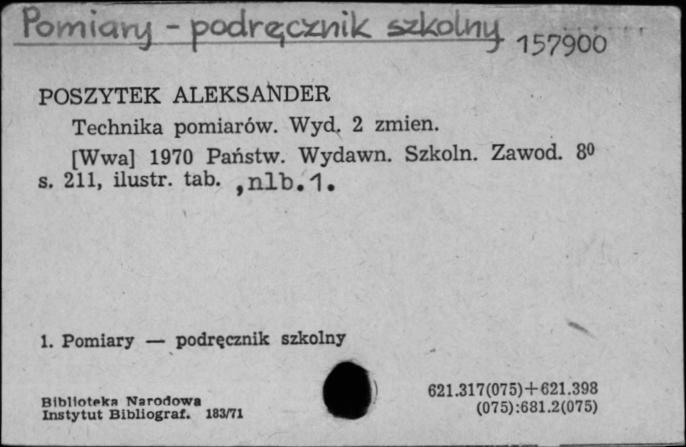 Pomiary - podręcznik szkolny 157900
POSZYTEK ALEKSANDER
Technika pomiarów. Wyd. 2 zmien.
[Wwa] 1970 Państw. Wydawn. Szkoln. Zawod. 8⁰
s. 211, ilustr. tab. , nlb. 1.
1. Pomiary — podręcznik szkolny
Biblioteka Narodowa
Instytut Bibliograf. 183/71
621.317(075)+621.398
(075):681.2(075)